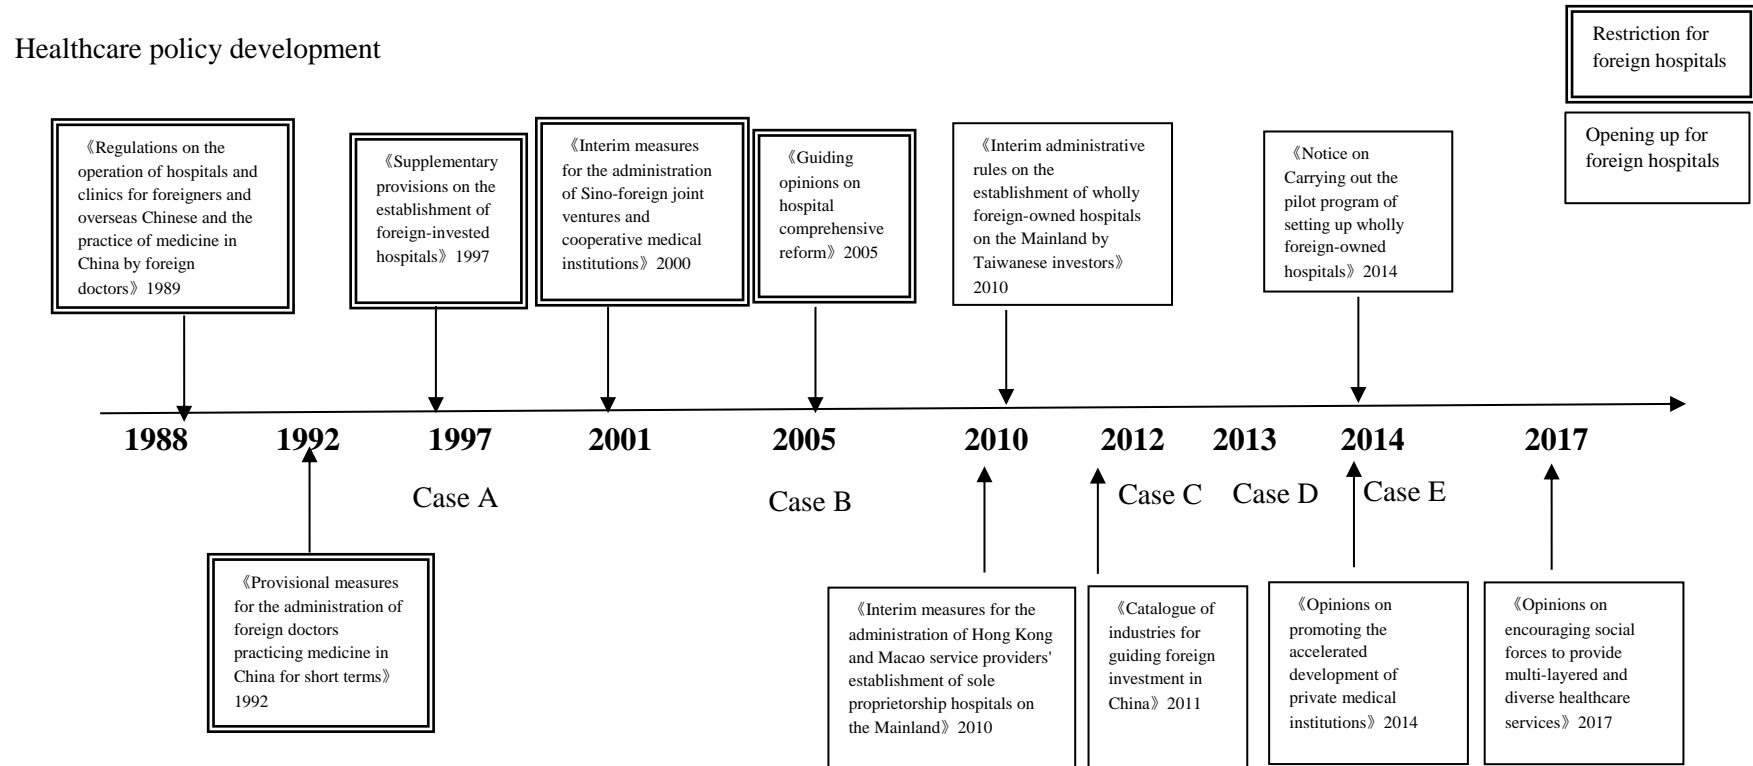 Healthcare policy development
Restriction for
foreign hospitals
Opening up for
foreign hospitals
《Regulations on the
operation of hospitals and
clinics for foreigners and
overseas Chinese and the
practice of medicine in
China by foreign
doctors》1989
《Supplementary
provisions on the
establishment of
foreign-invested
hospitals》1997
《Interim measures
for the administration
of Sino-foreign joint
ventures and
cooperative medical
institutions》2000
《Guiding
opinions on
hospital
comprehensive
reform》2005
《Interim administrative
rules on the
establishment of wholly
foreign-owned hospitals
on the Mainland by
Taiwanese investors》
2010
《Notice on
Carrying out the
pilot program of
setting up wholly
foreign-owned
hospitals》2014
1988
1992
1997
2001
2005
2010
2012
2013
2014
2017
Case A
Case B
Case C
Case D
Case E
《Provisional measures
for the administration of
foreign doctors
practicing medicine in
China for short terms》
1992
《Interim measures for the
administration of Hong Kong
and Macao service providers'
establishment of sole
proprietorship hospitals on
the Mainland》2010
《Catalogue of
industries for
guiding foreign
investment in
China》2011
《Opinions on
promoting the
accelerated
development of
private medical
institutions》2014
《Opinions on
encouraging social
forces to provide
multi-layered and
diverse healthcare
services》2017